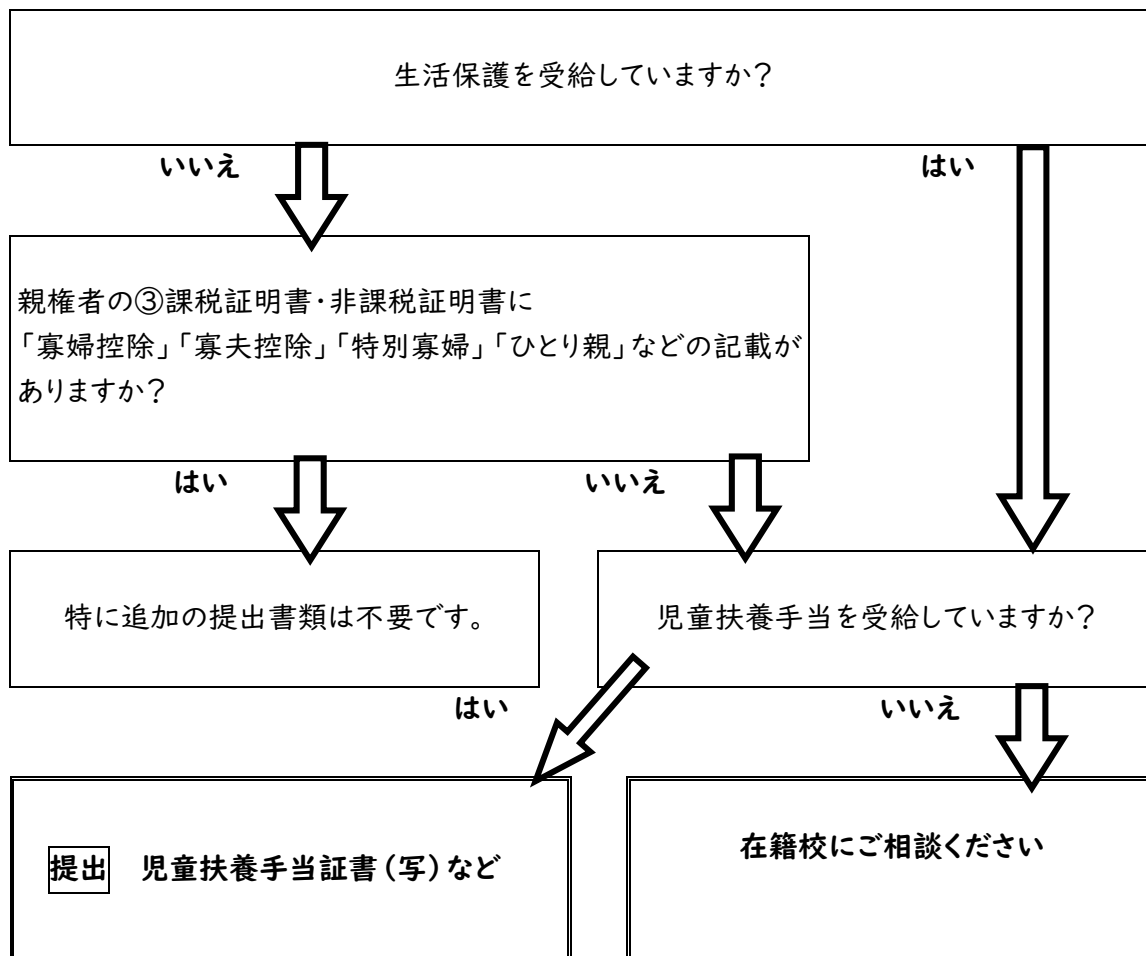 生活保護を受給していますか？
いいえ
はい
親権者の③課税証明書・非課税証明書に
「寡婦控除」「寡夫控除」「特別寡婦」「ひとり親」などの記載が
ありますか？
はい
いいえ
特に追加の提出書類は不要です。
児童扶養手当を受給していますか？
はい
いいえ
提出 児童扶養手当証書（写）など
在籍校にご相談ください